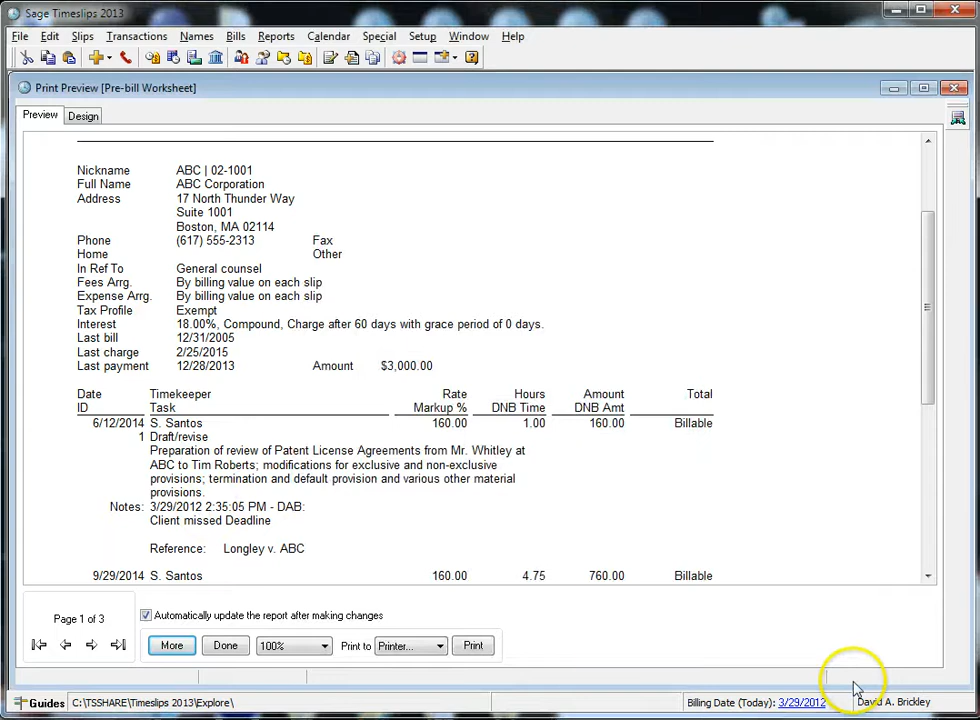 Sage Timeslips 2013
File Edit Slips Transactions Names Bills Reports Calendar Special Setup Window Help
Print Preview [Pre-bill Worksheet]
Preview Design
Nickname ABC | 02-1001
Full Name ABC Corporation
Address 17 North Thunder Way
Suite 1001
Boston, MA 02114
Phone (617) 555-2313 Fax
Home Other
In Ref To General counsel
Fees Arrg. By billing value on each slip
Expense Arrg. By billing value on each slip
Tax Profile Exempt
Interest 18.00%, Compound, Charge after 60 days with grace period of 0 days.
Last bill 12/31/2005
Last charge 2/25/2015
Last payment 12/28/2013 Amount $3,000.00
Date Timekeeper Rate Hours Amount Total
ID Task Markup % DNB Time DNB Amt
6/12/2014 S. Santos 160.00 1.00 160.00 Billable
1 Draft/revise
Preparation of review of Patent License Agreements from Mr. Whitley at
ABC to Tim Roberts; modifications for exclusive and non-exclusive
provisions; termination and default provision and various other material
provisions.
Notes: 3/29/2012 2:35:05 PM - DAB:
Client missed Deadline
Reference: Longley v. ABC
9/29/2014 S. Santos 160.00 4.75 760.00 Billable
Page 1 of 3
Automatically update the report after making changes
More Done 100% Print to Printer... Print
Guides C:\TSSHARE\Timeslips 2013\Explore\ Billing Date (Today): 3/29/2012 David A. Brickley